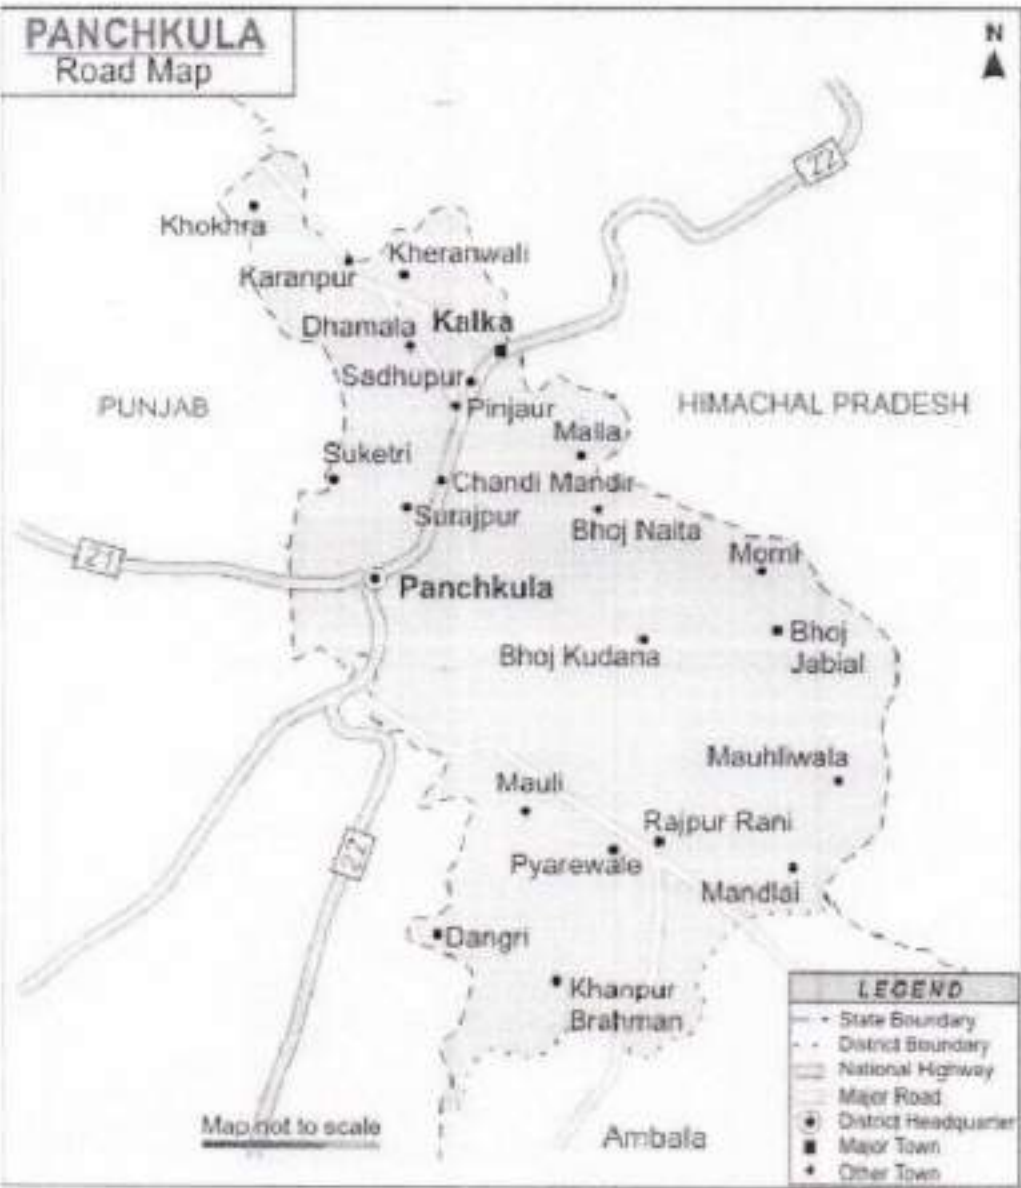 PANCHKULA
Road Map
N
22
Khokhra
Kheranwali
Karanpur
Dhamala
Kalka
Sadhupur
PUNJAB
Pinjaur
HIMACHAL PRADESH
Malla
Suketri
Chandi Mandir
Surajpur
Bhoj Naita
21
Morni
Panchkula
Bhoj
Jabial
Bhoj Kudana
Mauhliwala
Mauli
Rajpur Rani
22
Pyarewale
Mandlai
Dangri
Khanpur
Brahman
LEGEND
State Boundary
District Boundary
National Highway
Major Road
District Headquarter
Major Town
Other Town
Map not to scale
Ambala